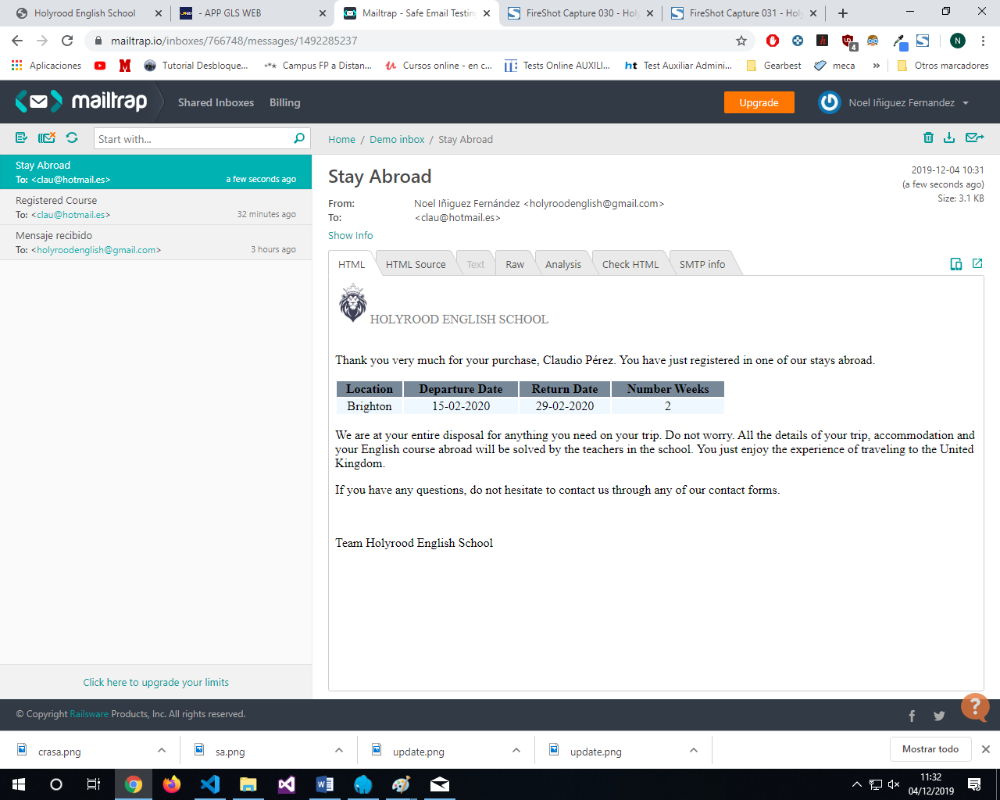 Holyrood English School
- APP GLS WEB
Mailtrap - Safe Email Testin
FireShot Capture 030 - Hol
FireShot Capture 031 - Hol
mailtrap.io/inboxes/766748/messages/1492285237
4
N
Aplicaciones
Tutorial Desbloque...
Campus FP a Distan...
Cursos online - en c...
Tests Online AUXILI...
ht
Test Auxiliar Admini...
Gearbest
meca
»
Otros marcadores
mailtrap
Shared Inboxes
Billing
Upgrade
Noel Iñiguez Fernandez
Start with...
Home / Demo inbox / Stay Abroad
Stay Abroad
To: <clau@hotmail.es>
a few seconds ago
Registered Course
To: <clau@hotmail.es>
32 minutes ago
Mensaje recibido
To: <holyroodenglish@gmail.com>
3 hours ago
Click here to upgrade your limits
Stay Abroad
2019-12-04 10:31
(a few seconds ago)
Size: 3.1 KB
From: Noel Iñiguez Fernández <holyroodenglish@gmail.com>
To: <clau@hotmail.es>
Show Info
HTML
HTML Source
Text
Raw
Analysis
Check HTML
SMTP info
HOLYROOD ENGLISH SCHOOL
Thank you very much for your purchase, Claudio Pérez. You have just registered in one of our stays abroad.
Location Departure Date Return Date Number Weeks
Brighton 15-02-2020 29-02-2020 2
We are at your entire disposal for anything you need on your trip. Do not worry. All the details of your trip, accommodation and
your English course abroad will be solved by the teachers in the school. You just enjoy the experience of traveling to the United
Kingdom.
If you have any questions, do not hesitate to contact us through any of our contact forms.
Team Holyrood English School
© Copyright Railsware Products, Inc. All rights reserved.
?
crasa.png
sa.png
update.png
update.png
Mostrar todo
11:32
04/12/2019